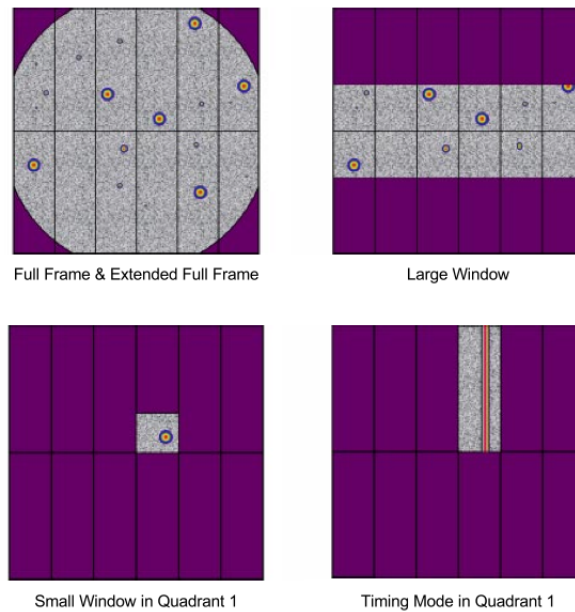 Full Frame & Extended Full Frame
Large Window
Small Window in Quadrant 1
Timing Mode in Quadrant 1